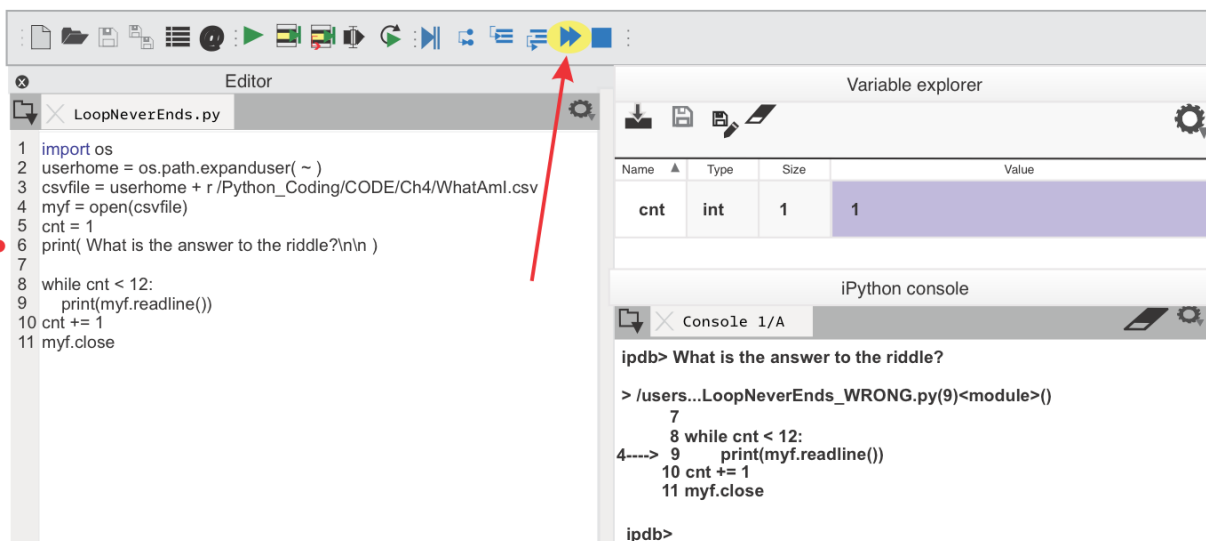 Editor
LoopNeverEnds.py
1 import os
2 userhome = os.path.expanduser( ~ )
3 csvfile = userhome + r /Python_Coding/CODE/Ch4/WhatAmI.csv
4 myf = open(csvfile)
5 cnt = 1
6 print( What is the answer to the riddle?\n\n )
7
8 while cnt < 12:
9 print(myf.readline())
10 cnt += 1
11 myf.close
Variable explorer
Name Type Size Value
cnt int 1 1
iPython console
Console 1/A
ipdb> What is the answer to the riddle?
> /users...LoopNeverEnds_WRONG.py(9)<module>()
7
8 while cnt < 12:
4----> 9 print(myf.readline())
10 cnt += 1
11 myf.close
ipdb>